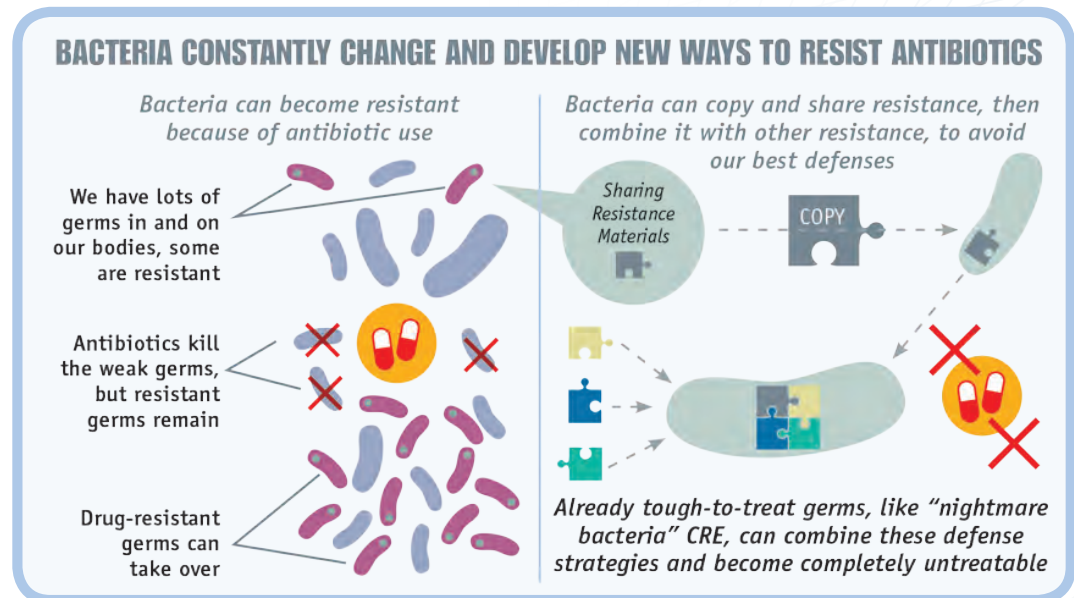 BACTERIA CONSTANTLY CHANGE AND DEVELOP NEW WAYS TO RESIST ANTIBIOTICS
Bacteria can become resistant
because of antibiotic use
We have lots of
germs in and on
our bodies, some
are resistant
Antibiotics kill
the weak germs,
but resistant
germs remain
Drug-resistant
germs can
take over
Bacteria can copy and share resistance, then
combine it with other resistance, to avoid
our best defenses
Sharing
Resistance
Materials
COPY
Already tough-to-treat germs, like “nightmare
bacteria” CRE, can combine these defense
strategies and become completely untreatable